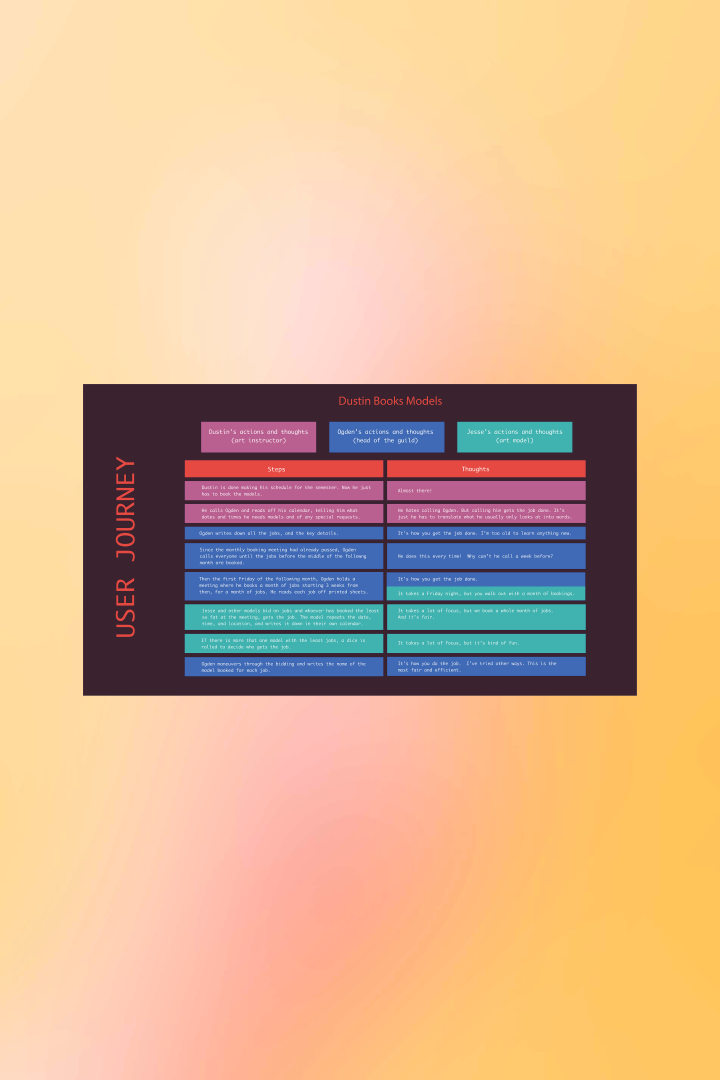 Dustin Books Models
Dustin's actions and thoughts
(art instructor)
Ogden's actions and thoughts
(head of the guild)
Jesse's actions and thoughts
(art model)
USER JOURNEY
Steps
Thoughts
Dustin is done making his schedule for the semester. Now he just
has to book the models.
Almost there!
He calls Ogden and reads off his calendar, telling him what
dates and times he needs models and of any special requests.
He hates calling Ogden. But calling him gets the job done. It's
just he has to translate what he usually only looks at into words.
Ogden writes down all the jobs, and the key details.
It's how you get the job done. I'm too old to learn anything new.
Since the monthly booking meeting had already passed, Ogden
calls everyone until the jobs before the middle of the followng
month are booked.
He does this every time!  Why can't he call a week before?
Then the first Friday of the following month, Ogden holds a
meeting where he books a month of jobs starting 3 weeks from
then, for a month of jobs. He reads each job off printed sheets.
It's how you get the job done.
It takes a Friday night, but you walk out with a month of bookings.
Jesse and other models bid on jobs and whoever has booked the least
so far at the meeting, gets the job. The model repeats the date,
time, and location, and writes it down in their own calendar.
It takes a lot of focus, but we book a whole month of jobs.
And it's fair.
If there is more that one model with the least jobs, a dice is
rolled to decide who gets the job.
It takes a lot of focus, but it's kind of fun.
Ogden maneuvers through the bidding and writes the name of the
model booked for each job.
It's how you do the job.  I've tried other ways. This is the
most fair and efficient.